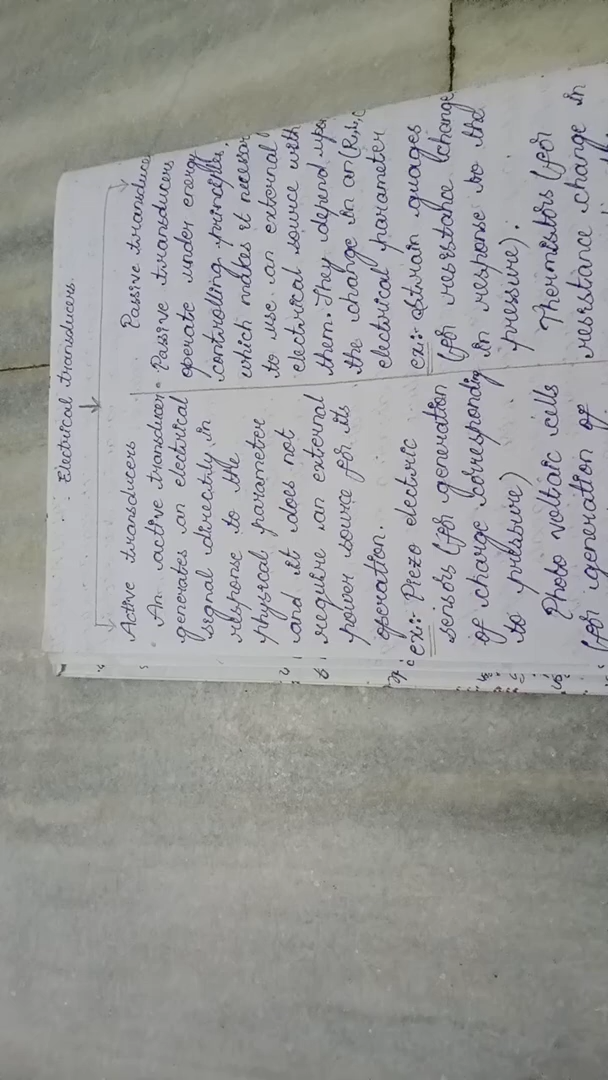 Electrical transducers.
Active transducers
An active transducer
generates an electrical
signal directly in
response to the
physical parameter
and it does not
require an external
power source for its
operation.
ex:- Piezo electric
sensors (for generation
of charge corresponding
to pressure)
Photo voltaic cells
(for generation of
Passive transduce
Passive transducers
operate under energy
controlling principles,
which makes it necessar
to use an external
electrical source with
them. They depend upon
the change in an (R, L, C
electrical parameter
ex:- strain guages
(for resistance change
in response to the
pressure).
Thermistors (for
resistance change in